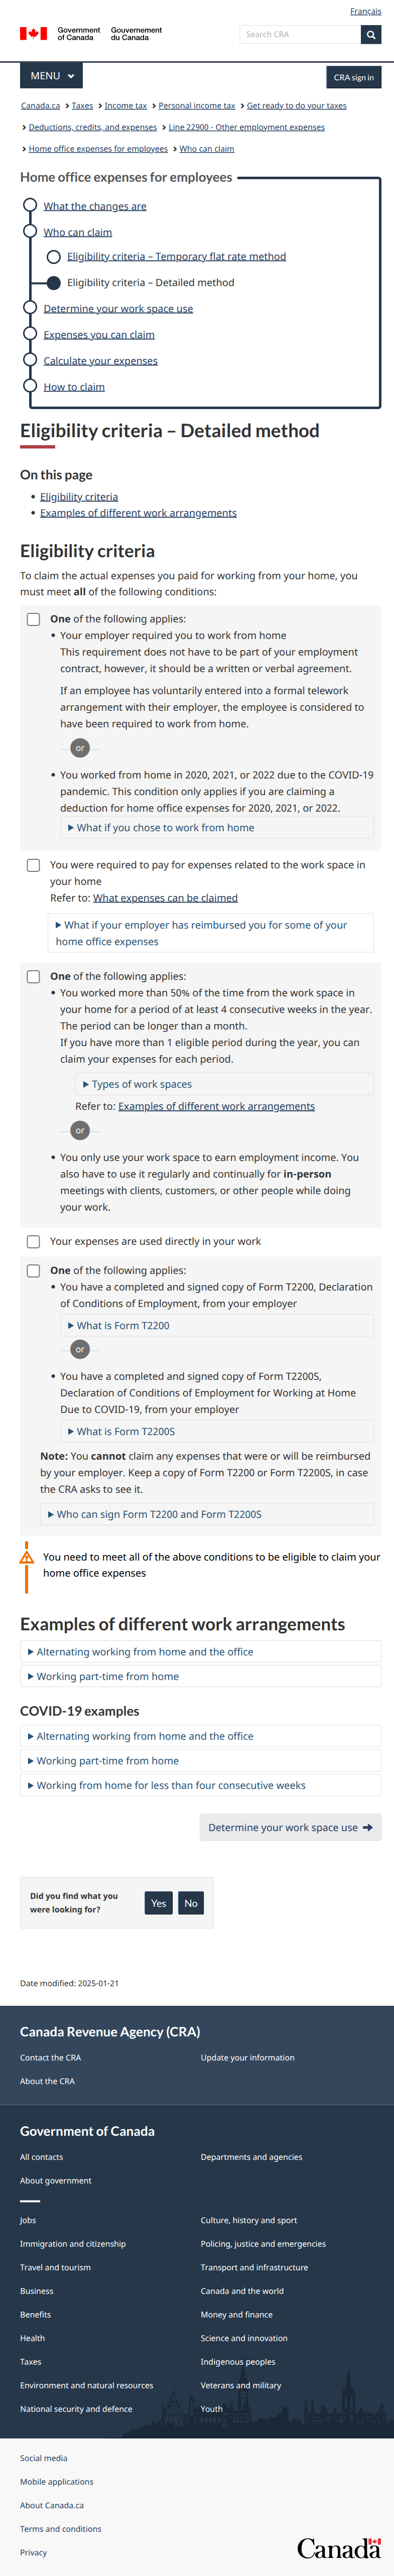 Français
Government of Canada
Gouvernement du Canada
Search CRA
MENU
CRA sign in
Canada.ca > Taxes > Income tax > Personal income tax > Get ready to do your taxes
> Deductions, credits, and expenses > Line 22900 - Other employment expenses
> Home office expenses for employees > Who can claim
Home office expenses for employees
What the changes are
Who can claim
Eligibility criteria – Temporary flat rate method
Eligibility criteria – Detailed method
Determine your work space use
Expenses you can claim
Calculate your expenses
How to claim
Eligibility criteria – Detailed method
On this page
• Eligibility criteria
• Examples of different work arrangements
Eligibility criteria
To claim the actual expenses you paid for working from your home, you
must meet all of the following conditions:
One of the following applies:
• Your employer required you to work from home
This requirement does not have to be part of your employment
contract, however, it should be a written or verbal agreement.
If an employee has voluntarily entered into a formal telework
arrangement with their employer, the employee is considered to
have been required to work from home.
or
• You worked from home in 2020, 2021, or 2022 due to the COVID-19
pandemic. This condition only applies if you are claiming a
deduction for home office expenses for 2020, 2021, or 2022.
What if you chose to work from home
You were required to pay for expenses related to the work space in
your home
Refer to: What expenses can be claimed
What if your employer has reimbursed you for some of your
home office expenses
One of the following applies:
• You worked more than 50% of the time from the work space in
your home for a period of at least 4 consecutive weeks in the year.
The period can be longer than a month.
If you have more than 1 eligible period during the year, you can
claim your expenses for each period.
Types of work spaces
Refer to: Examples of different work arrangements
or
• You only use your work space to earn employment income. You
also have to use it regularly and continually for in-person
meetings with clients, customers, or other people while doing
your work.
Your expenses are used directly in your work
One of the following applies:
• You have a completed and signed copy of Form T2200, Declaration
of Conditions of Employment, from your employer
What is Form T2200
or
• You have a completed and signed copy of Form T2200S,
Declaration of Conditions of Employment for Working at Home
Due to COVID-19, from your employer
What is Form T2200S
Note: You cannot claim any expenses that were or will be reimbursed
by your employer. Keep a copy of Form T2200 or Form T2200S, in case
the CRA asks to see it.
Who can sign Form T2200 and Form T2200S
You need to meet all of the above conditions to be eligible to claim your
home office expenses
Examples of different work arrangements
Alternating working from home and the office
Working part-time from home
COVID-19 examples
Alternating working from home and the office
Working part-time from home
Working from home for less than four consecutive weeks
Determine your work space use
Did you find what you
were looking for?
Yes
No
Date modified: 2025-01-21
Canada Revenue Agency (CRA)
Contact the CRA
Update your information
About the CRA
Government of Canada
All contacts
Departments and agencies
About government
Jobs
Culture, history and sport
Immigration and citizenship
Policing, justice and emergencies
Travel and tourism
Transport and infrastructure
Business
Canada and the world
Benefits
Money and finance
Health
Science and innovation
Taxes
Indigenous peoples
Environment and natural resources
Veterans and military
National security and defence
Youth
Social media
Mobile applications
About Canada.ca
Terms and conditions
Privacy
Canada